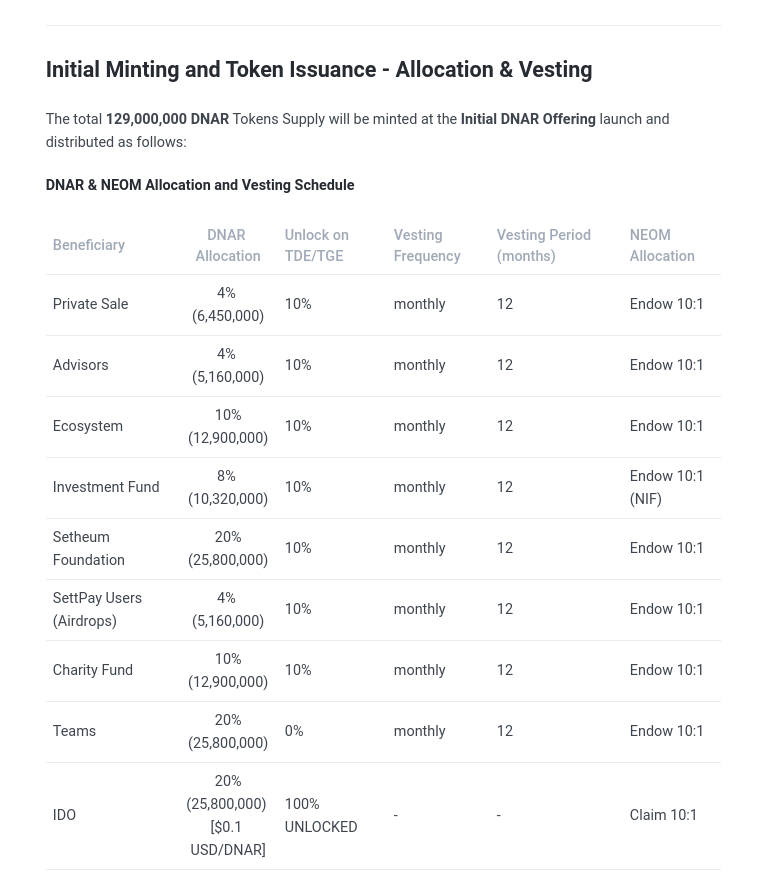 Initial Minting and Token Issuance - Allocation & Vesting
The total 129,000,000 DNAR Tokens Supply will be minted at the Initial DNAR Offering launch and
distributed as follows:
DNAR & NEOM Allocation and Vesting Schedule
Beneficiary DNAR Allocation Unlock on TDE/TGE Vesting Frequency Vesting Period (months) NEOM Allocation
Private Sale 4% (6,450,000) 10% monthly 12 Endow 10:1
Advisors 4% (5,160,000) 10% monthly 12 Endow 10:1
Ecosystem 10% (12,900,000) 10% monthly 12 Endow 10:1
Investment Fund 8% (10,320,000) 10% monthly 12 Endow 10:1 (NIF)
Setheum Foundation 20% (25,800,000) 10% monthly 12 Endow 10:1
SettPay Users (Airdrops) 4% (5,160,000) 10% monthly 12 Endow 10:1
Charity Fund 10% (12,900,000) 10% monthly 12 Endow 10:1
Teams 20% (25,800,000) 0% monthly 12 Endow 10:1
IDO 20% (25,800,000) [$0.1 USD/DNAR] 100% UNLOCKED - - Claim 10:1